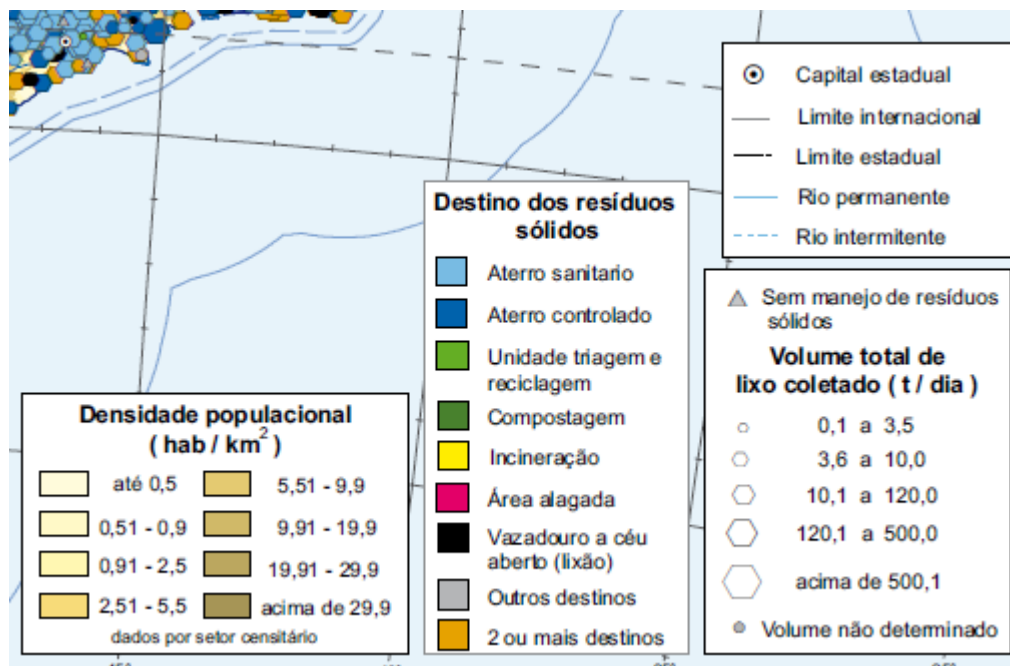 Capital estadual
Limite internacional
Limite estadual
Rio permanente
Rio intermitente
Destino dos resíduos
sólidos
Aterro sanitario
Aterro controlado
Unidade triagem e
reciclagem
Compostagem
Incineração
Área alagada
Vazadouro a céu
aberto (lixão)
Outros destinos
2 ou mais destinos
Sem manejo de resíduos
sólidos
Volume total de
lixo coletado ( t / dia )
0,1 a 3,5
3,6 a 10,0
10,1 a 120,0
120,1 a 500,0
acima de 500,1
Volume não determinado
Densidade populacional
( hab / km²)
até 0,5
0,51 - 0,9
0,91 - 2,5
2,51 - 5,5
5,51 - 9,9
9,91 - 19,9
19,91 - 29,9
acima de 29,9
dados por setor censitário